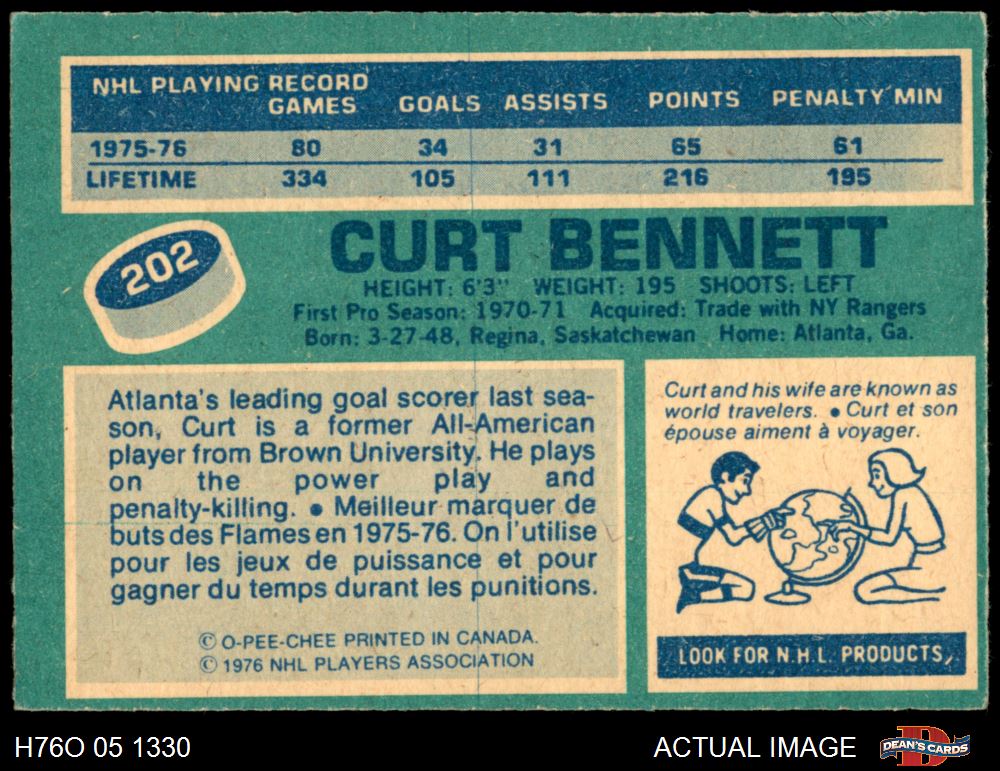 NHL PLAYING RECORD
GAMES GOALS ASSISTS POINTS PENALTY MIN
1975-76 80 34 31 65 61
LIFETIME 334 105 111 216 195
202
CURT BENNETT
HEIGHT: 6'3" WEIGHT: 195 SHOOTS: LEFT
First Pro Season: 1970-71 Acquired: Trade with NY Rangers
Born: 3-27-48, Regina, Saskatchewan Home: Atlanta, Ga.
Atlanta's leading goal scorer last sea-
son, Curt is a former All-American
player from Brown University. He plays
on the power play and
penalty-killing. ● Meilleur marquer de
buts des Flames en 1975-76. On l'utilise
pour les jeux de puissance et pour
gagner du temps durant les punitions.
© O-PEE-CHEE PRINTED IN CANADA.
© 1976 NHL PLAYERS ASSOCIATION
Curt and his wife are known as
world travelers. ● Curt et son
épouse aiment à voyager.
LOOK FOR N.H.L. PRODUCTS,
H76O 05 1330 ACTUAL IMAGE DEAN'S CARDS